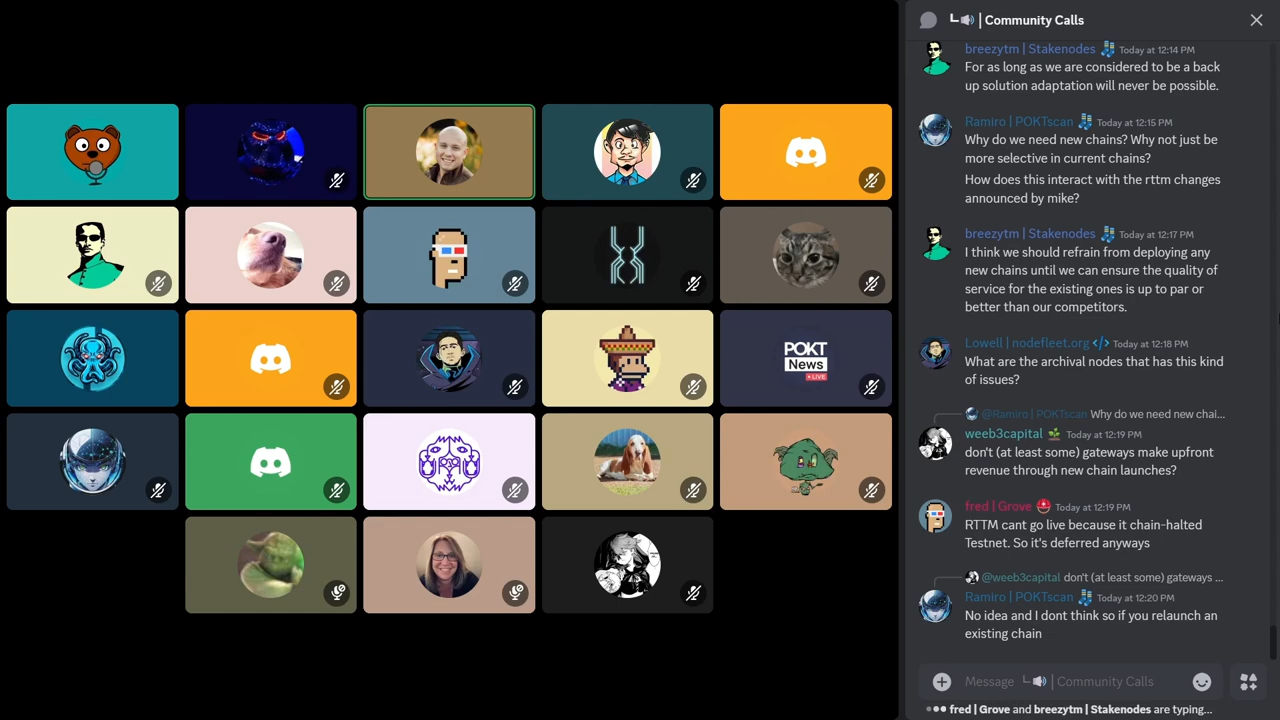 | Community Calls
breezytm | Stakenodes Today at 12:14 PM
For as long as we are considered to be a back
up solution adaptation will never be possible.
Ramiro | POKTscan Today at 12:15 PM
Why do we need new chains? Why not just be
more selective in current chains?
How does this interact with the rttm changes
announced by mike?
breezytm | Stakenodes Today at 12:17 PM
I think we should refrain from deploying any
new chains until we can ensure the quality of
service for the existing ones is up to par or
better than our competitors.
Lowell | nodefleet.org </> Today at 12:18 PM
What are the archival nodes that has this kind
of issues?
@Ramiro | POKTscan Why do we need new chai...
weeb3capital Today at 12:19 PM
don't (at least some) gateways make upfront
revenue through new chain launches?
fred | Grove Today at 12:19 PM
RTTM cant go live because it chain-halted
Testnet. So it's deferred anyways
@weeb3capital don't (at least some) gateways ...
Ramiro | POKTscan Today at 12:20 PM
No idea and I dont think so if you relaunch an
existing chain
Message | Community Calls
fred | Grove and breezytm | Stakenodes are typing...
POKT
News
LIVE